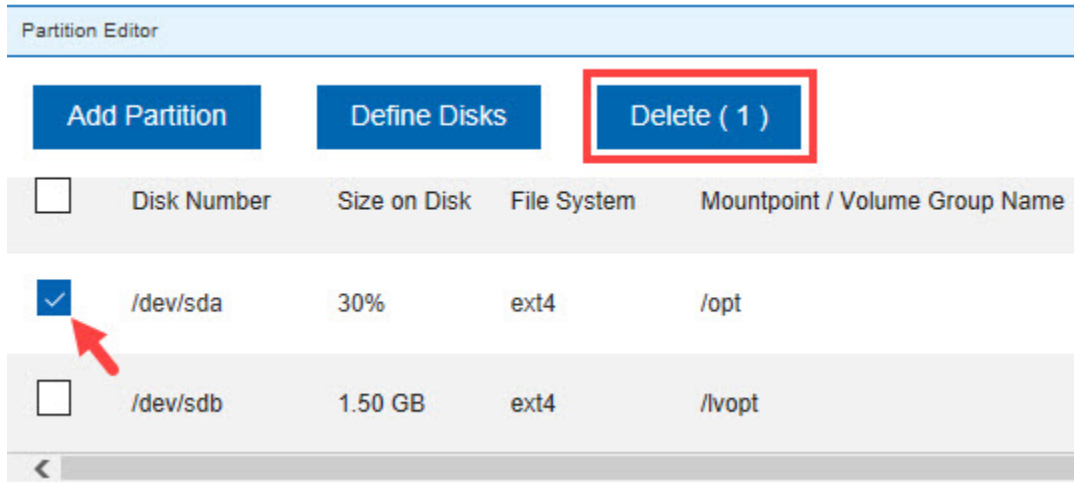 Partition Editor
Add Partition Define Disks Delete ( 1 )
Disk Number Size on Disk File System Mountpoint / Volume Group Name
/dev/sda 30% ext4 /opt
/dev/sdb 1.50 GB ext4 /lvopt